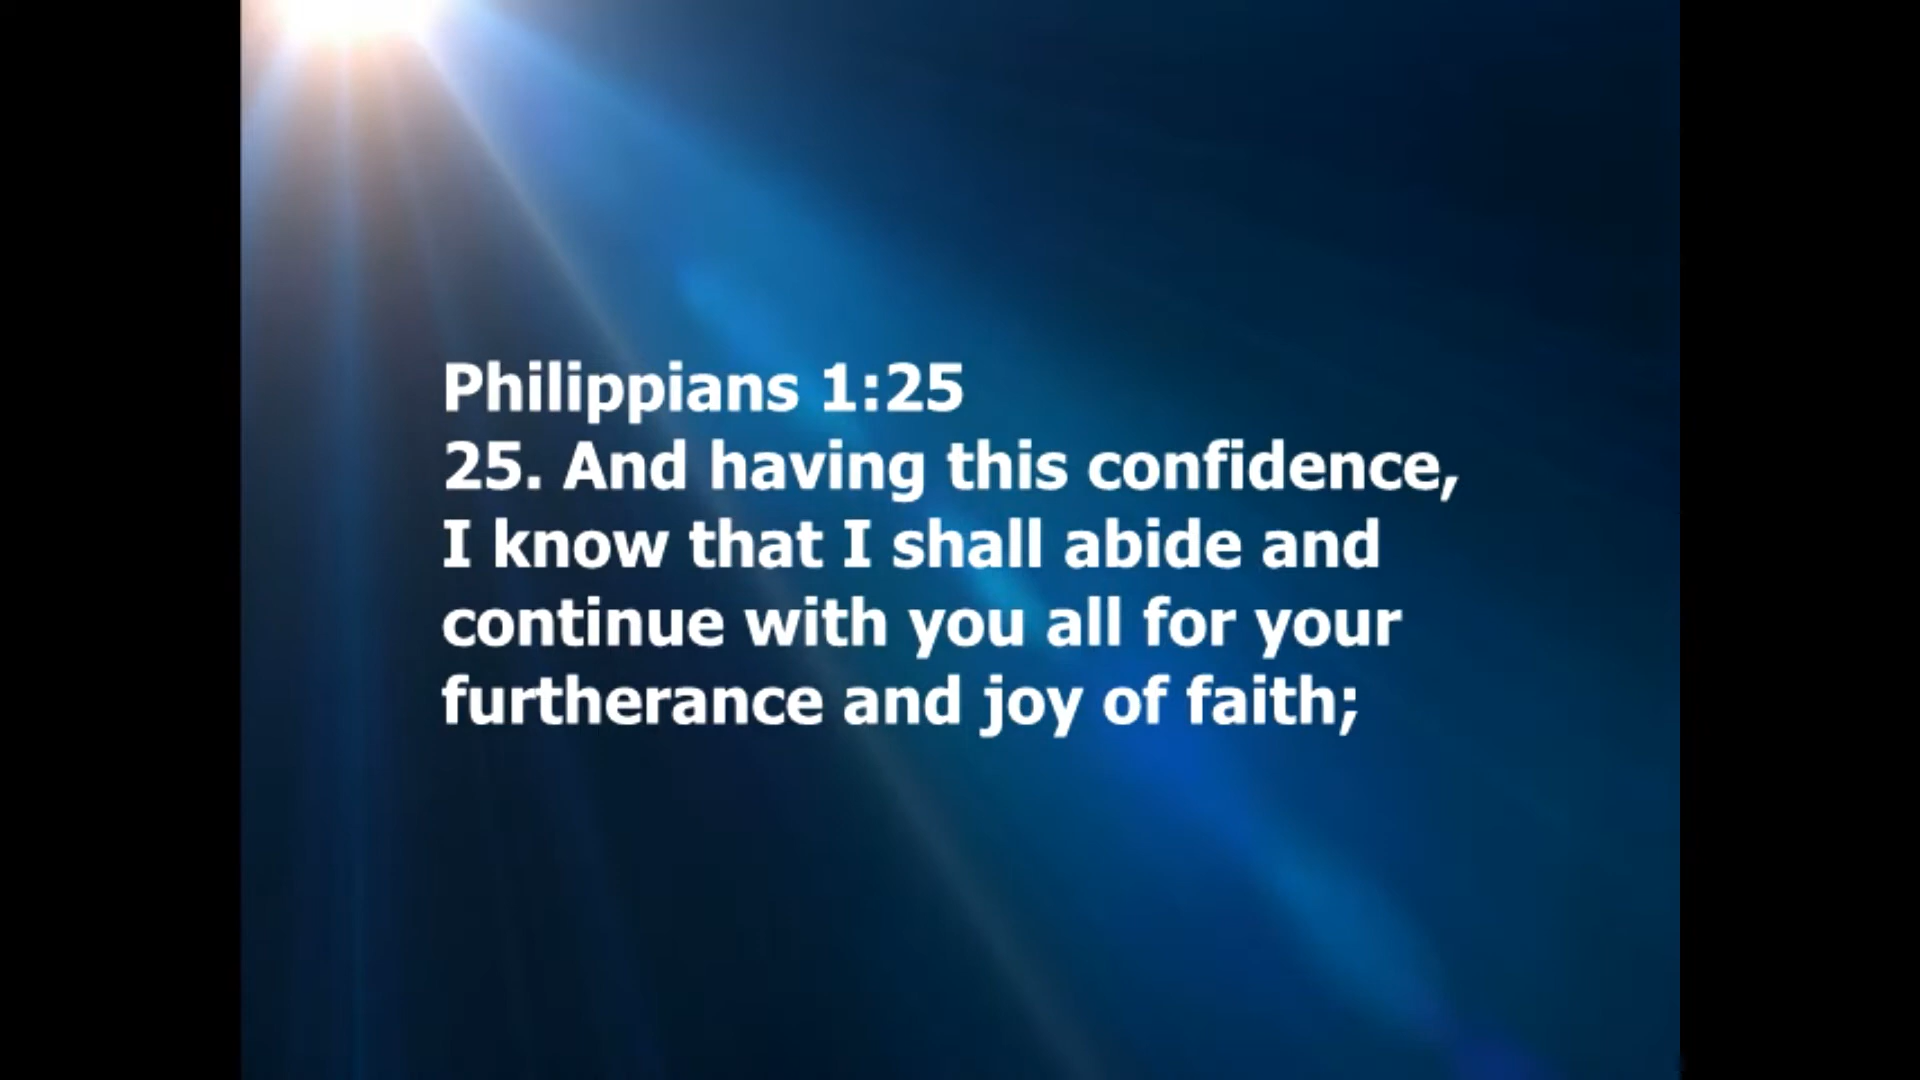 Philippians 1:25
25. And having this confidence,
I know that I shall abide and
continue with you all for your
furtherance and joy of faith;